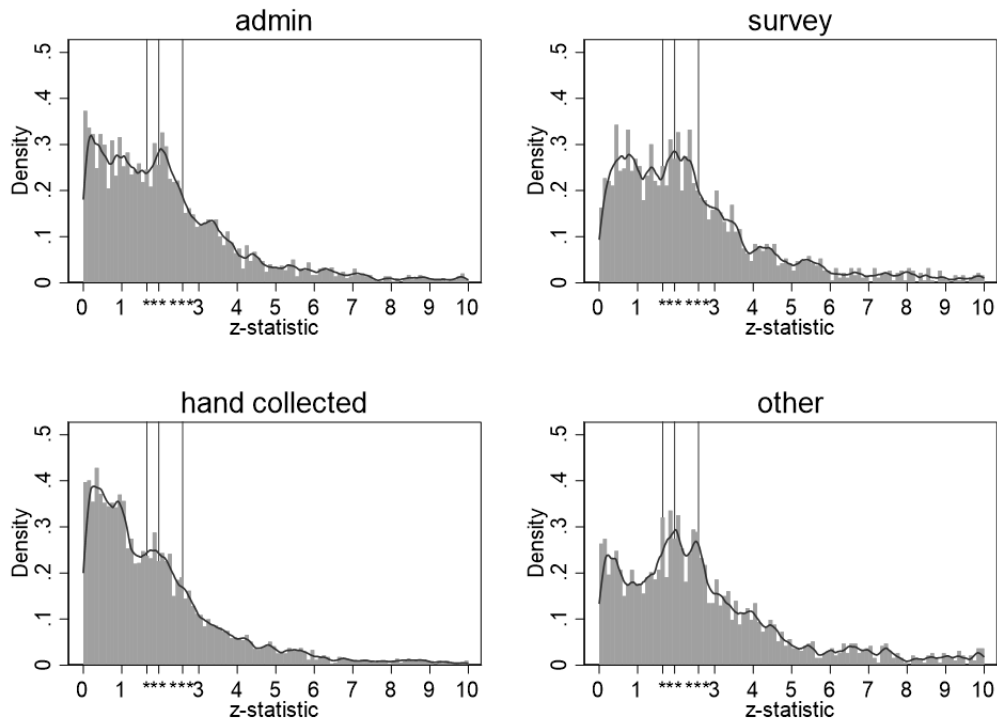 admin
Density
.5
.4
.3
.2
.1
0
0 1 *** *** 3 4 5 6 7 8 9 10
z-statistic
survey
Density
.5
.4
.3
.2
.1
0
0 1 *** *** 3 4 5 6 7 8 9 10
z-statistic
hand collected
Density
.5
.4
.3
.2
.1
0
0 1 *** *** 3 4 5 6 7 8 9 10
z-statistic
other
Density
.5
.4
.3
.2
.1
0
0 1 *** *** 3 4 5 6 7 8 9 10
z-statistic